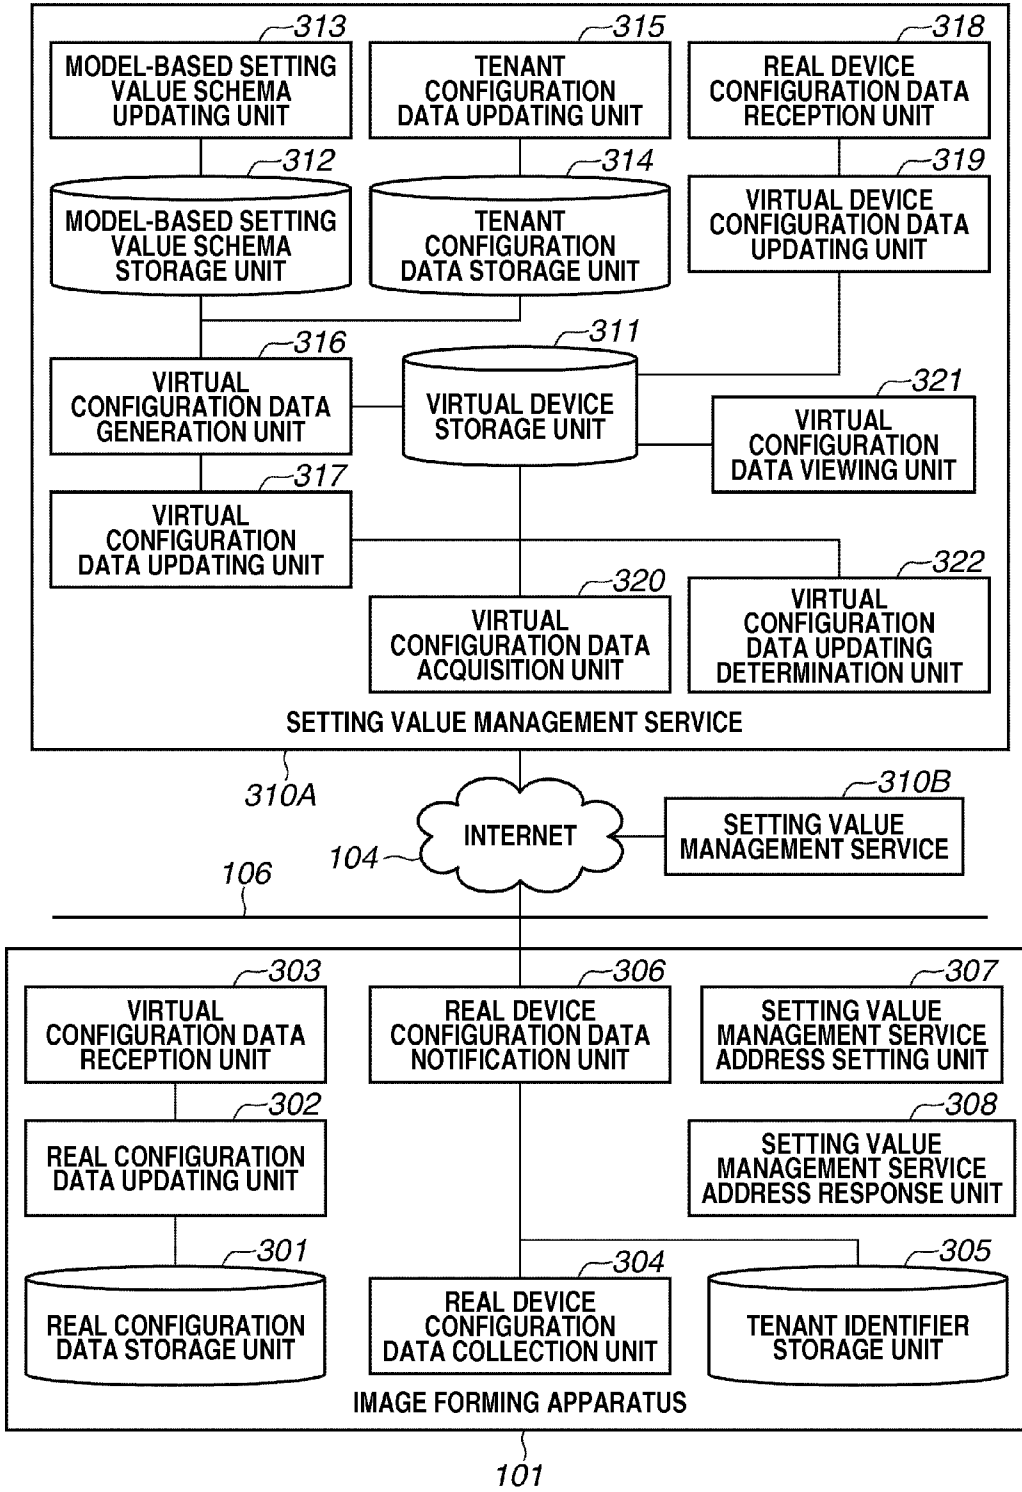 313
MODEL-BASED SETTING
VALUE SCHEMA
UPDATING UNIT
315
TENANT
CONFIGURATION
DATA UPDATING UNIT
318
REAL DEVICE
CONFIGURATION DATA
RECEPTION UNIT
312
MODEL-BASED SETTING
VALUE SCHEMA
STORAGE UNIT
314
TENANT
CONFIGURATION
DATA STORAGE UNIT
319
VIRTUAL DEVICE
CONFIGURATION DATA
UPDATING UNIT
316
VIRTUAL
CONFIGURATION DATA
GENERATION UNIT
311
VIRTUAL DEVICE
STORAGE UNIT
321
VIRTUAL
CONFIGURATION
DATA VIEWING UNIT
317
VIRTUAL
CONFIGURATION
DATA UPDATING UNIT
320
VIRTUAL
CONFIGURATION DATA
ACQUISITION UNIT
322
VIRTUAL
CONFIGURATION
DATA UPDATING
DETERMINATION UNIT
SETTING VALUE MANAGEMENT SERVICE
310A
INTERNET
104
310B
SETTING VALUE
MANAGEMENT SERVICE
106
303
VIRTUAL
CONFIGURATION DATA
RECEPTION UNIT
306
REAL DEVICE
CONFIGURATION DATA
NOTIFICATION UNIT
307
SETTING VALUE
MANAGEMENT SERVICE
ADDRESS SETTING UNIT
302
REAL CONFIGURATION
DATA UPDATING UNIT
308
SETTING VALUE
MANAGEMENT SERVICE
ADDRESS RESPONSE UNIT
301
REAL CONFIGURATION
DATA STORAGE UNIT
304
REAL DEVICE
CONFIGURATION
DATA COLLECTION UNIT
305
TENANT IDENTIFIER
STORAGE UNIT
IMAGE FORMING APPARATUS
101